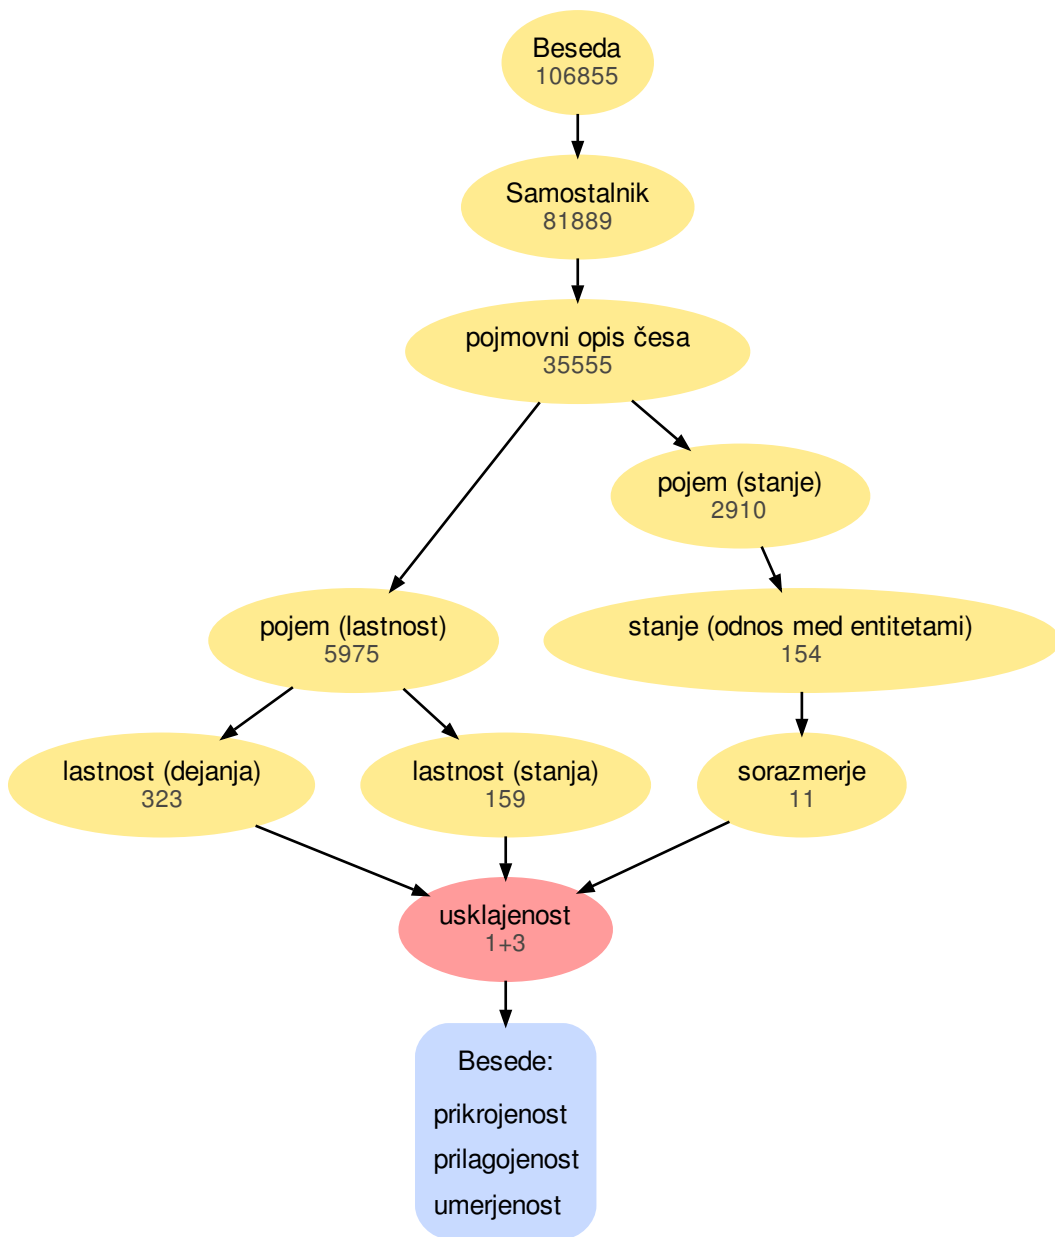 Beseda
106855
Samostalnik
81889
pojmovni opis česa
35555
pojem (stanje)
2910
pojem (lastnost)
5975
stanje (odnos med entitetami)
154
lastnost (dejanja)
323
lastnost (stanja)
159
sorazmerje
11
usklajenost
1+3
Besede:
prikrojenost
prilagojenost
umerjenost